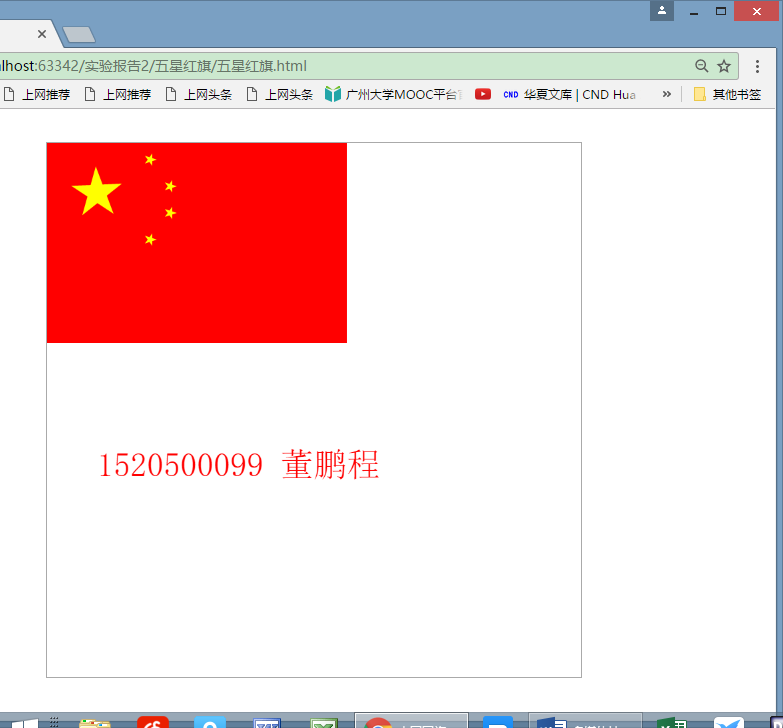 lhost:63342/实验报告2/五星红旗/五星红旗.html
上网推荐 上网推荐 上网头条 上网头条 广州大学MOOC平台 CND 华夏文库 | CND Hua » 其他书签
1520500099 董鹏程